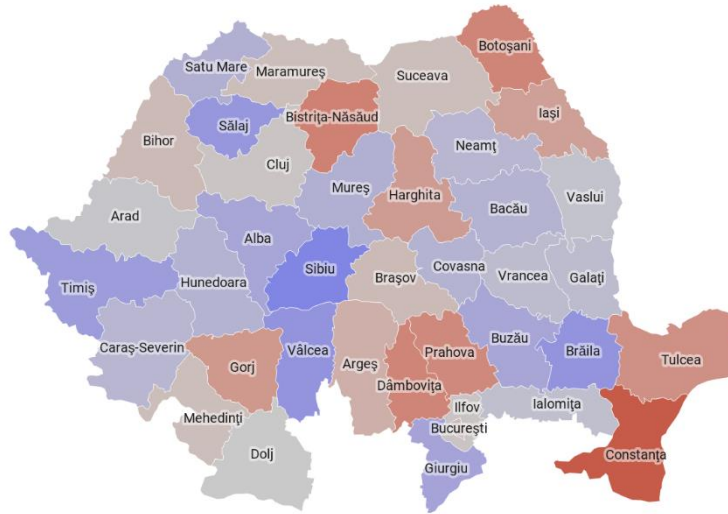 Botoşani
Satu Mare
Maramureş
Suceava
Iaşi
Bistriţa-Năsăud
Sălaj
Bihor
Neamţ
Cluj
Mureş
Harghita
Vaslui
Bacău
Arad
Alba
Sibiu
Covasna
Braşov
Vrancea
Galaţi
Timiş
Hunedoara
Caraş-Severin
Vâlcea
Buzău
Brăila
Prahova
Tulcea
Argeş
Gorj
Dâmboviţa
Ilfov
Ialomiţa
Mehedinţi
Bucureşti
Dolj
Constanţa
Giurgiu